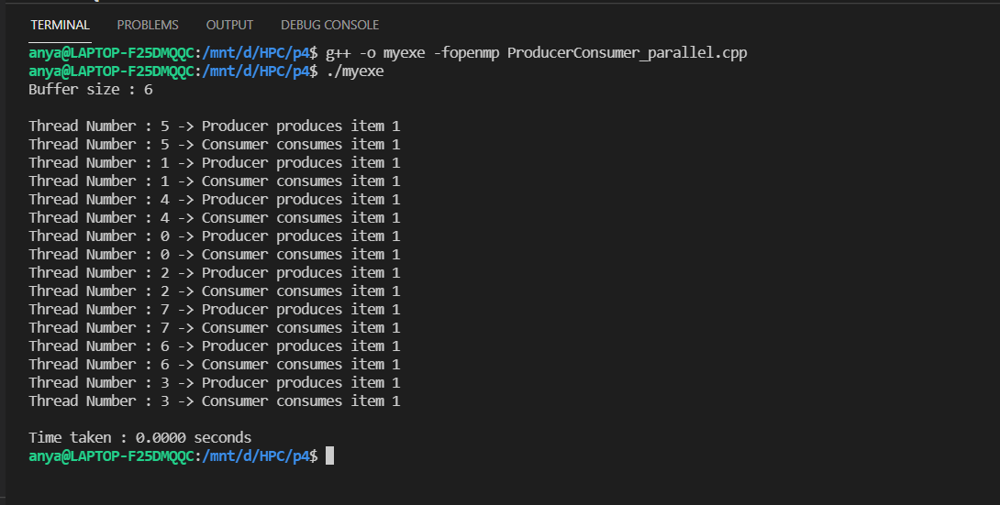 TERMINAL PROBLEMS OUTPUT DEBUG CONSOLE
anya@LAPTOP-F25DMQQC:/mnt/d/HPC/p4$ g++ -o myexe -fopenmp ProducerConsumer_parallel.cpp
anya@LAPTOP-F25DMQQC:/mnt/d/HPC/p4$ ./myexe
Buffer size : 6
Thread Number : 5 -> Producer produces item 1
Thread Number : 5 -> Consumer consumes item 1
Thread Number : 1 -> Producer produces item 1
Thread Number : 1 -> Consumer consumes item 1
Thread Number : 4 -> Producer produces item 1
Thread Number : 4 -> Consumer consumes item 1
Thread Number : 0 -> Producer produces item 1
Thread Number : 0 -> Consumer consumes item 1
Thread Number : 2 -> Producer produces item 1
Thread Number : 2 -> Consumer consumes item 1
Thread Number : 7 -> Producer produces item 1
Thread Number : 7 -> Consumer consumes item 1
Thread Number : 6 -> Producer produces item 1
Thread Number : 6 -> Consumer consumes item 1
Thread Number : 3 -> Producer produces item 1
Thread Number : 3 -> Consumer consumes item 1
Time taken : 0.0000 seconds
anya@LAPTOP-F25DMQQC:/mnt/d/HPC/p4$